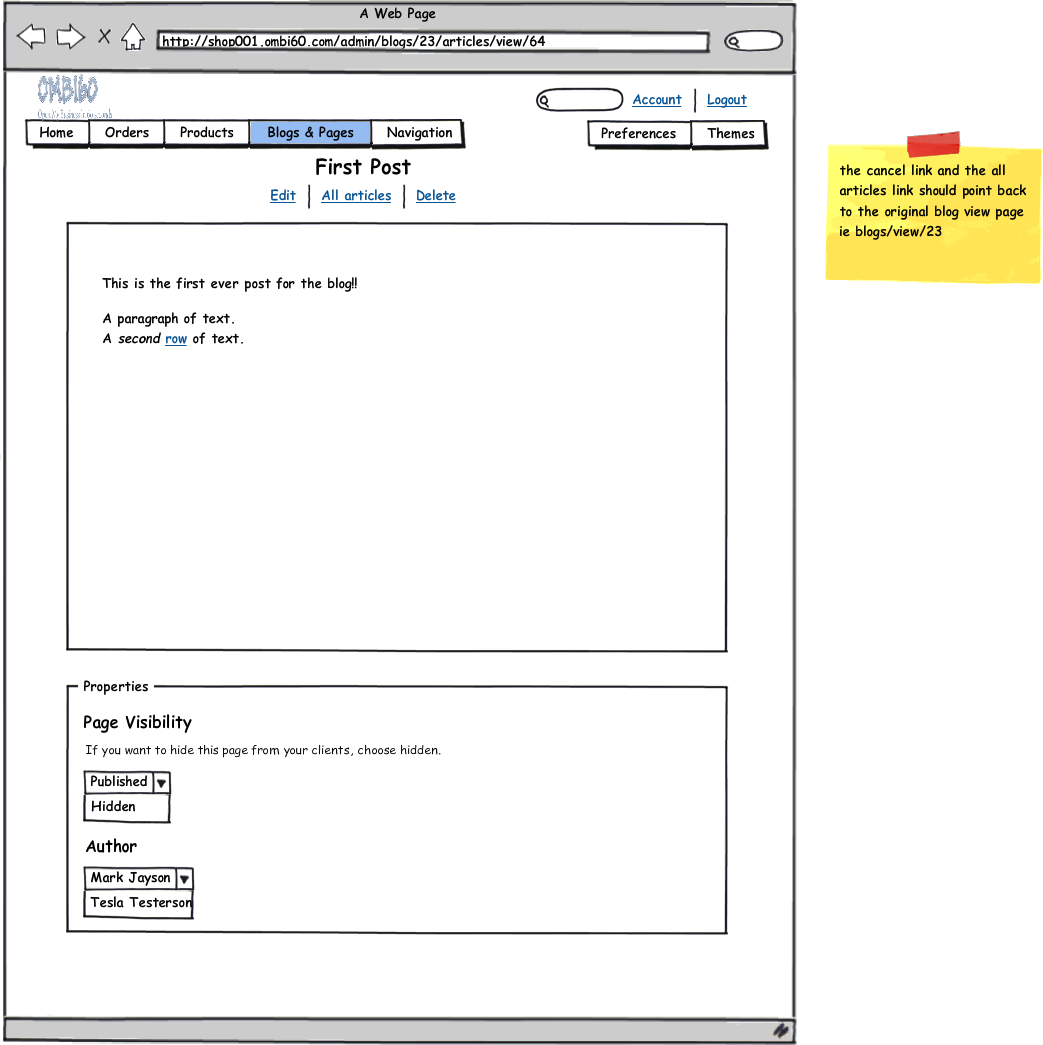 A Web Page
http://shop001.ombi60.com/admin/blogs/23/articles/view/64
OMBI60
Account
Logout
Home
Orders
Products
Blogs & Pages
Navigation
Preferences
Themes
First Post
Edit
All articles
Delete
This is the first ever post for the blog!!
A paragraph of text.
A second row of text.
Properties
Page Visibility
If you want to hide this page from your clients, choose hidden.
Published
Hidden
Author
Mark Jayson
Tesla Testerson
the cancel link and the all
articles link should point back
to the original blog view page
ie blogs/view/23